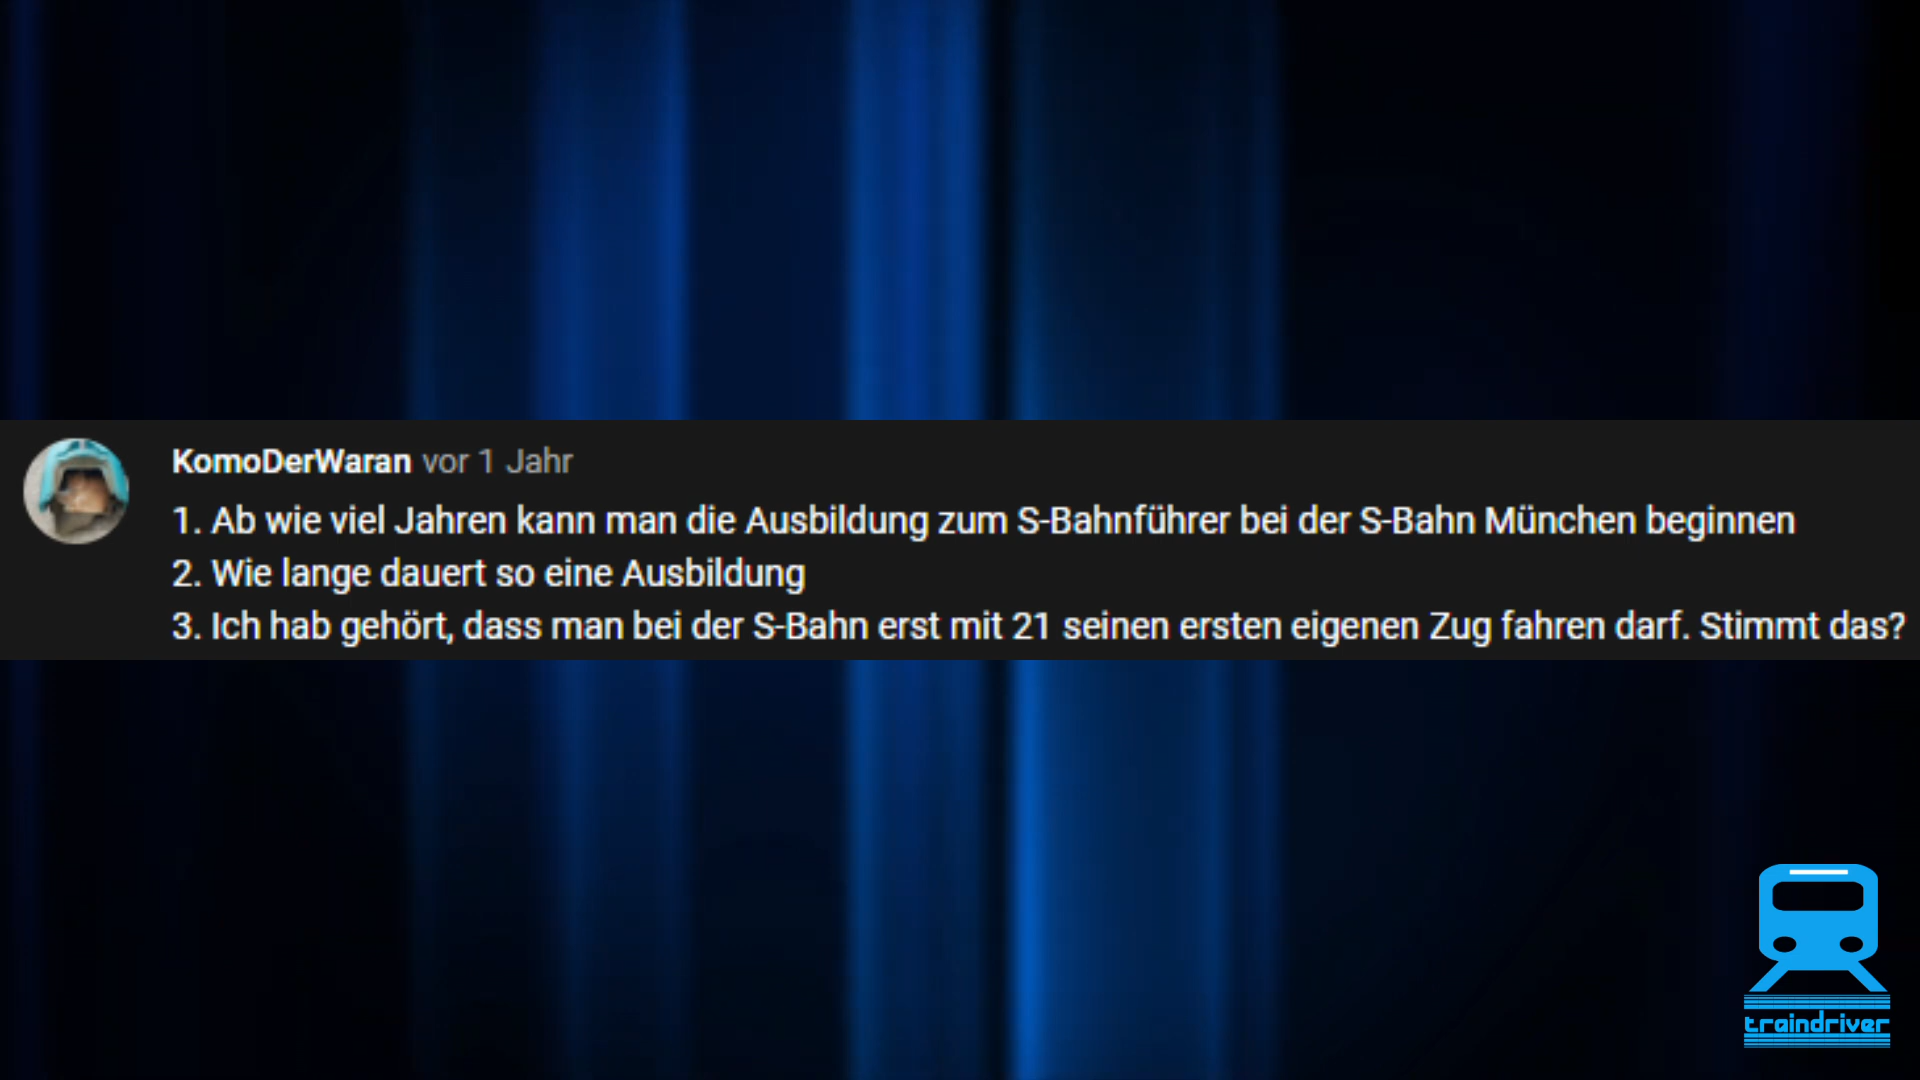 KomoDerWaran vor 1 Jahr
1. Ab wie viel Jahren kann man die Ausbildung zum S-Bahnführer bei der S-Bahn München beginnen
2. Wie lange dauert so eine Ausbildung
3. Ich hab gehört, dass man bei der S-Bahn erst mit 21 seinen ersten eigenen Zug fahren darf. Stimmt das?
traindriver